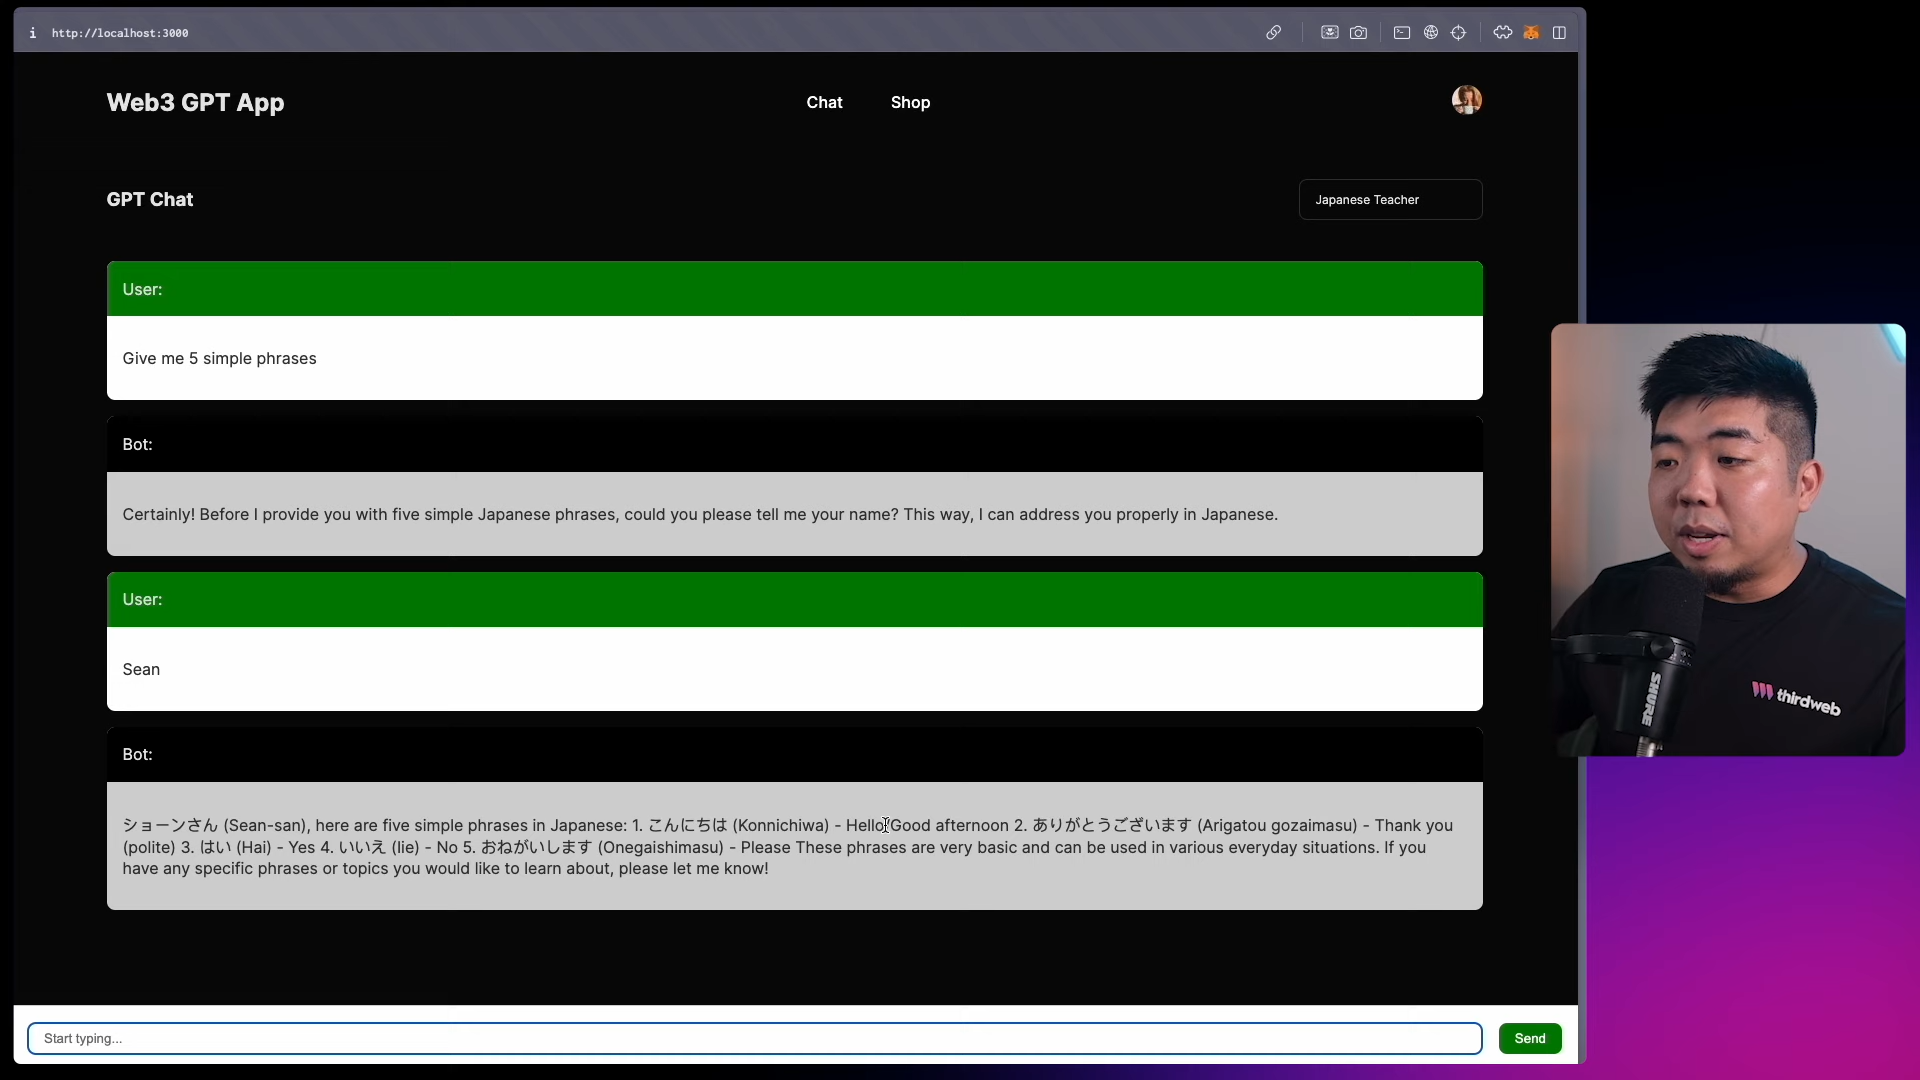 http://localhost:3000
Web3 GPT App
Chat
Shop
GPT Chat
Japanese Teacher
User:
Give me 5 simple phrases
Bot:
Certainly! Before I provide you with five simple Japanese phrases, could you please tell me your name? This way, I can address you properly in Japanese.
User:
Sean
Bot:
ショーンさん (Sean-san), here are five simple phrases in Japanese: 1. こんにちは (Konnichiwa) - Hello/Good afternoon 2. ありがとうございます (Arigatou gozaimasu) - Thank you
(polite) 3. はい (Hai) - Yes 4. いいえ (Iie) - No 5. おねがいします (Onegaishimasu) - Please These phrases are very basic and can be used in various everyday situations. If you
have any specific phrases or topics you would like to learn about, please let me know!
SHURE
thirdweb
Start typing...
Send